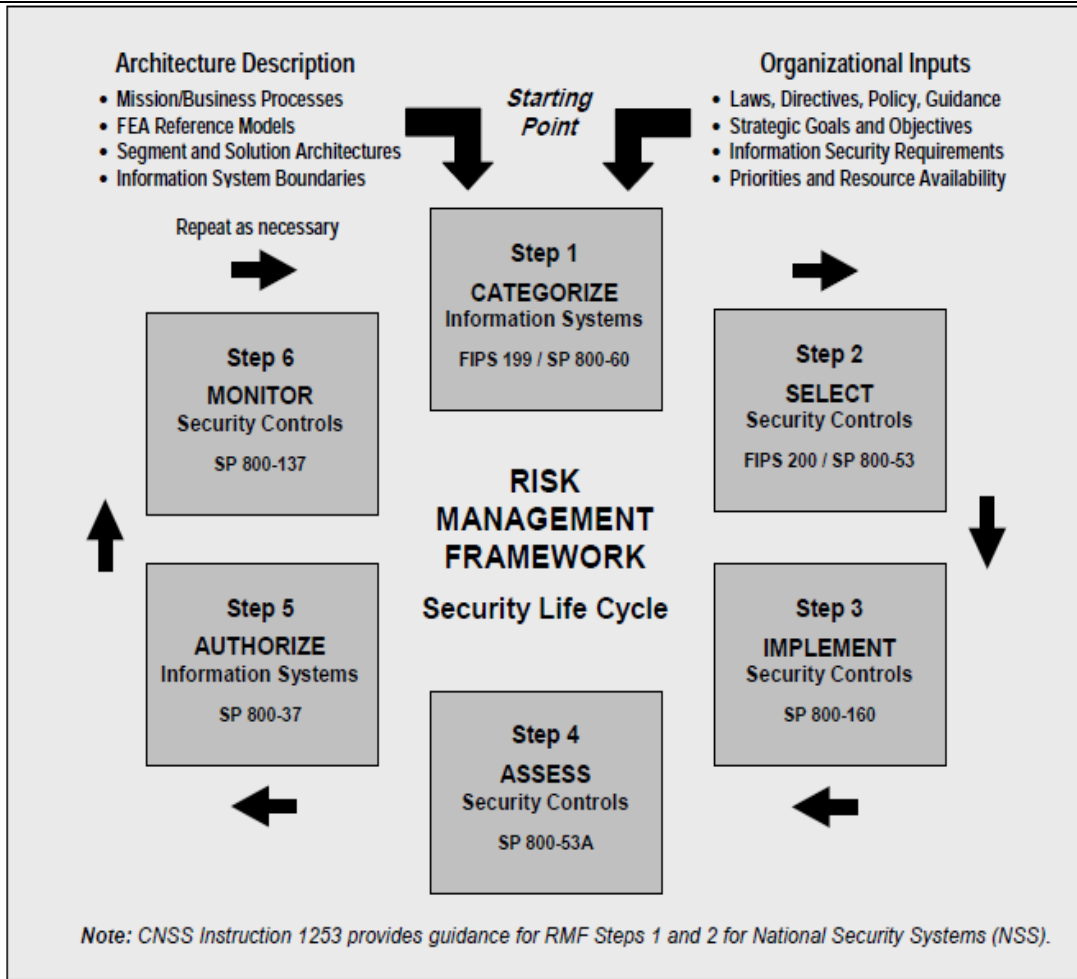 Architecture Description
• Mission/Business Processes
• FEA Reference Models
• Segment and Solution Architectures
• Information System Boundaries
Starting
Point
Organizational Inputs
• Laws, Directives, Policy, Guidance
• Strategic Goals and Objectives
• Information Security Requirements
• Priorities and Resource Availability
Repeat as necessary
Step 1
CATEGORIZE
Information Systems
FIPS 199 / SP 800-60
Step 2
SELECT
Security Controls
FIPS 200 / SP 800-53
Step 3
IMPLEMENT
Security Controls
SP 800-160
Step 4
ASSESS
Security Controls
SP 800-53A
Step 5
AUTHORIZE
Information Systems
SP 800-37
Step 6
MONITOR
Security Controls
SP 800-137
RISK
MANAGEMENT
FRAMEWORK
Security Life Cycle
Note: CNSS Instruction 1253 provides guidance for RMF Steps 1 and 2 for National Security Systems (NSS).